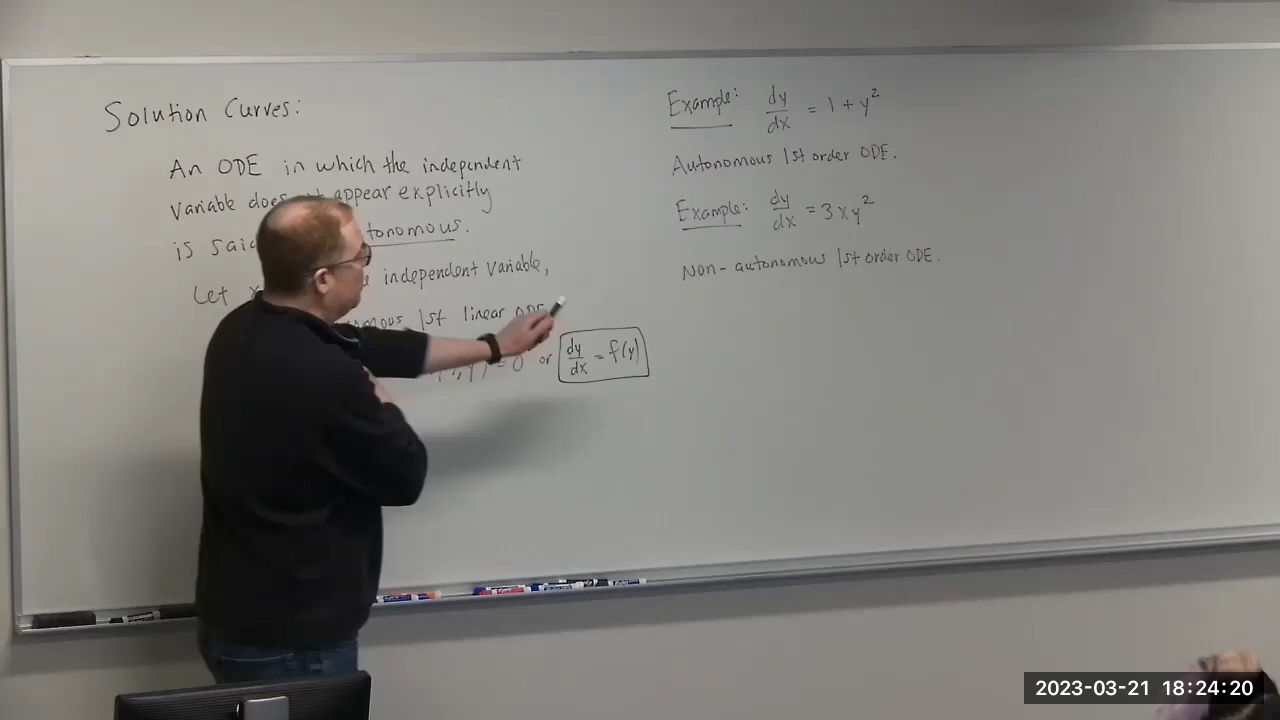 Solution Curves:
An ODE in which the independent
Variable does appear explicitly
is said tonomous.
Let x independent Variable,
1st linear ODE
= 0 or dy/dx = f(y)
Example: dy/dx = 1 + y²
Autonomous 1st order ODE.
Example: dy/dx = 3xy²
Non-autonomous 1st order ODE.
2023-03-21 18:24:20